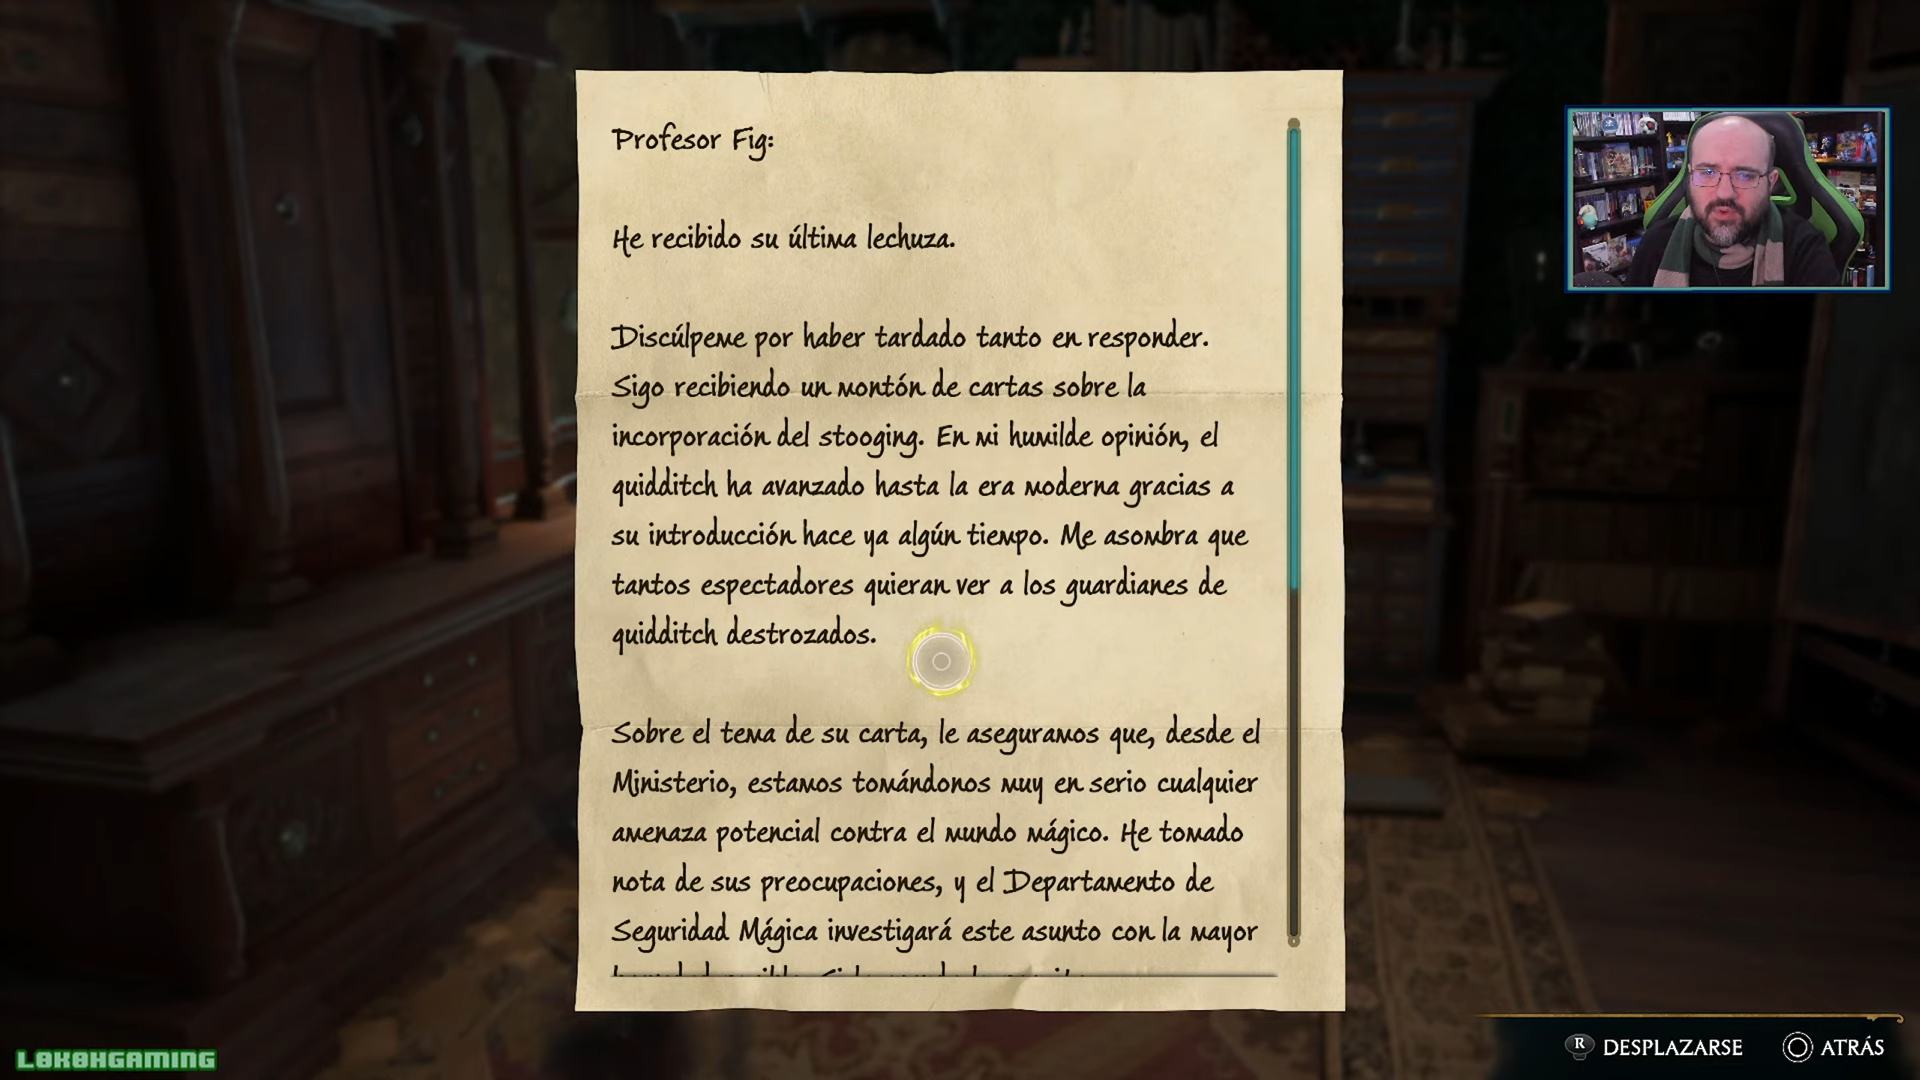 Profesor Fig:
He recibido su última lechuza.
Discúlpeme por haber tardado tanto en responder.
Sigo recibiendo un montón de cartas sobre la
incorporación del stooging. En mi humilde opinión, el
quidditch ha avanzado hasta la era moderna gracias a
su introducción hace ya algún tiempo. Me asombra que
tantos espectadores quieran ver a los guardianes de
quidditch destrozados.
Sobre el tema de su carta, le aseguramos que, desde el
Ministerio, estamos tomándonos muy en serio cualquier
amenaza potencial contra el mundo mágico. He tomado
nota de sus preocupaciones, y el Departamento de
Seguridad Mágica investigará este asunto con la mayor
L0K0HGAMING
R DESPLAZARSE
ATRÁS